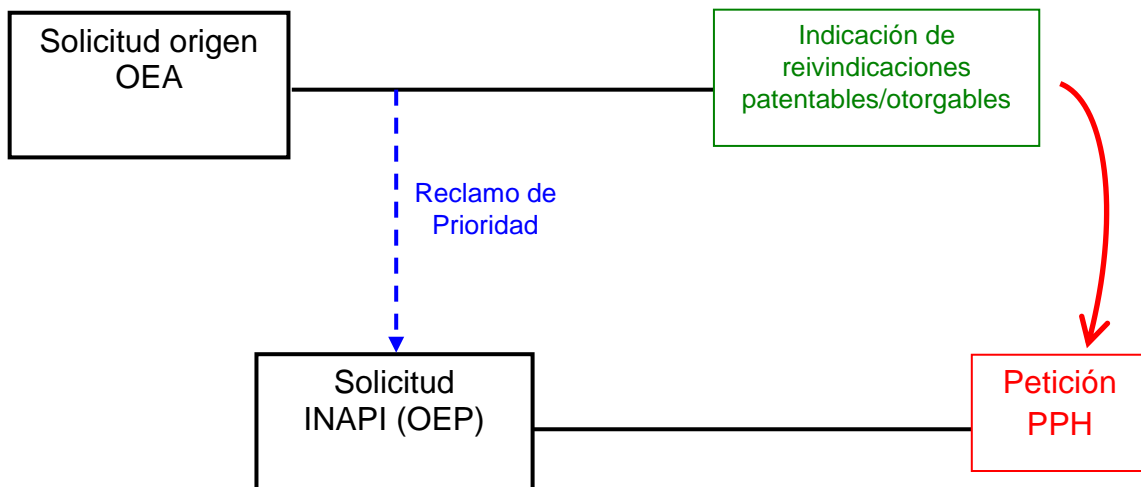 Solicitud origen
OEA
Indicación de
reivindicaciones
patentables/otorgables
Reclamo de
Prioridad
Solicitud
INAPI (OEP)
Petición
PPH